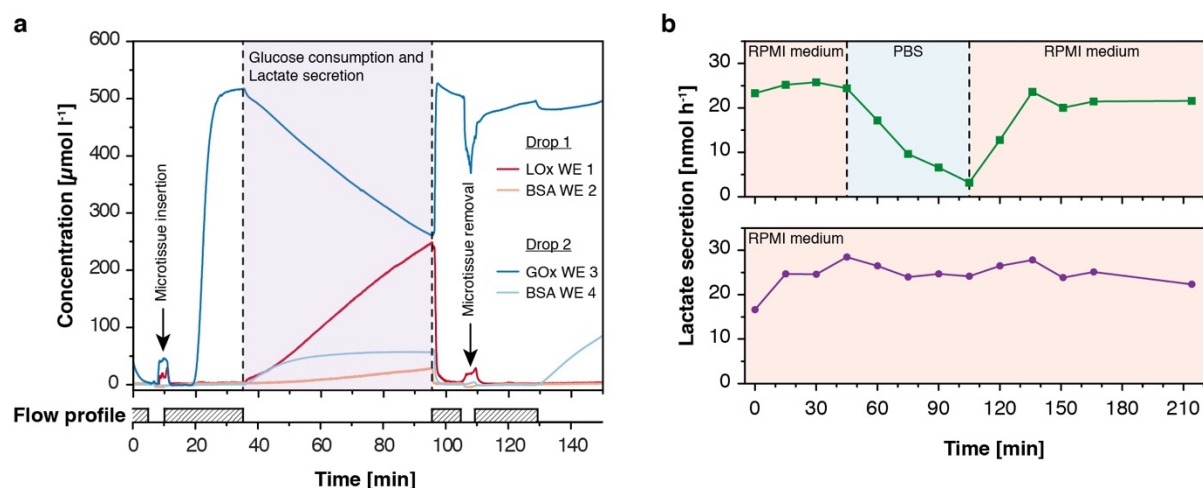 a
Concentration [µmol l⁻¹]
600
500
400
300
200
100
0
Glucose consumption and
Lactate secretion
Microtissue insertion
Microtissue removal
Drop 1
LOx WE 1
BSA WE 2
Drop 2
GOx WE 3
BSA WE 4
Flow profile
0 20 40 60 80 100 120 140
Time [min]
b
Lactate secretion [nmol h⁻¹]
RPMI medium PBS RPMI medium
30
20
10
0
RPMI medium
30
20
10
0
0 30 60 90 120 150 180 210
Time [min]